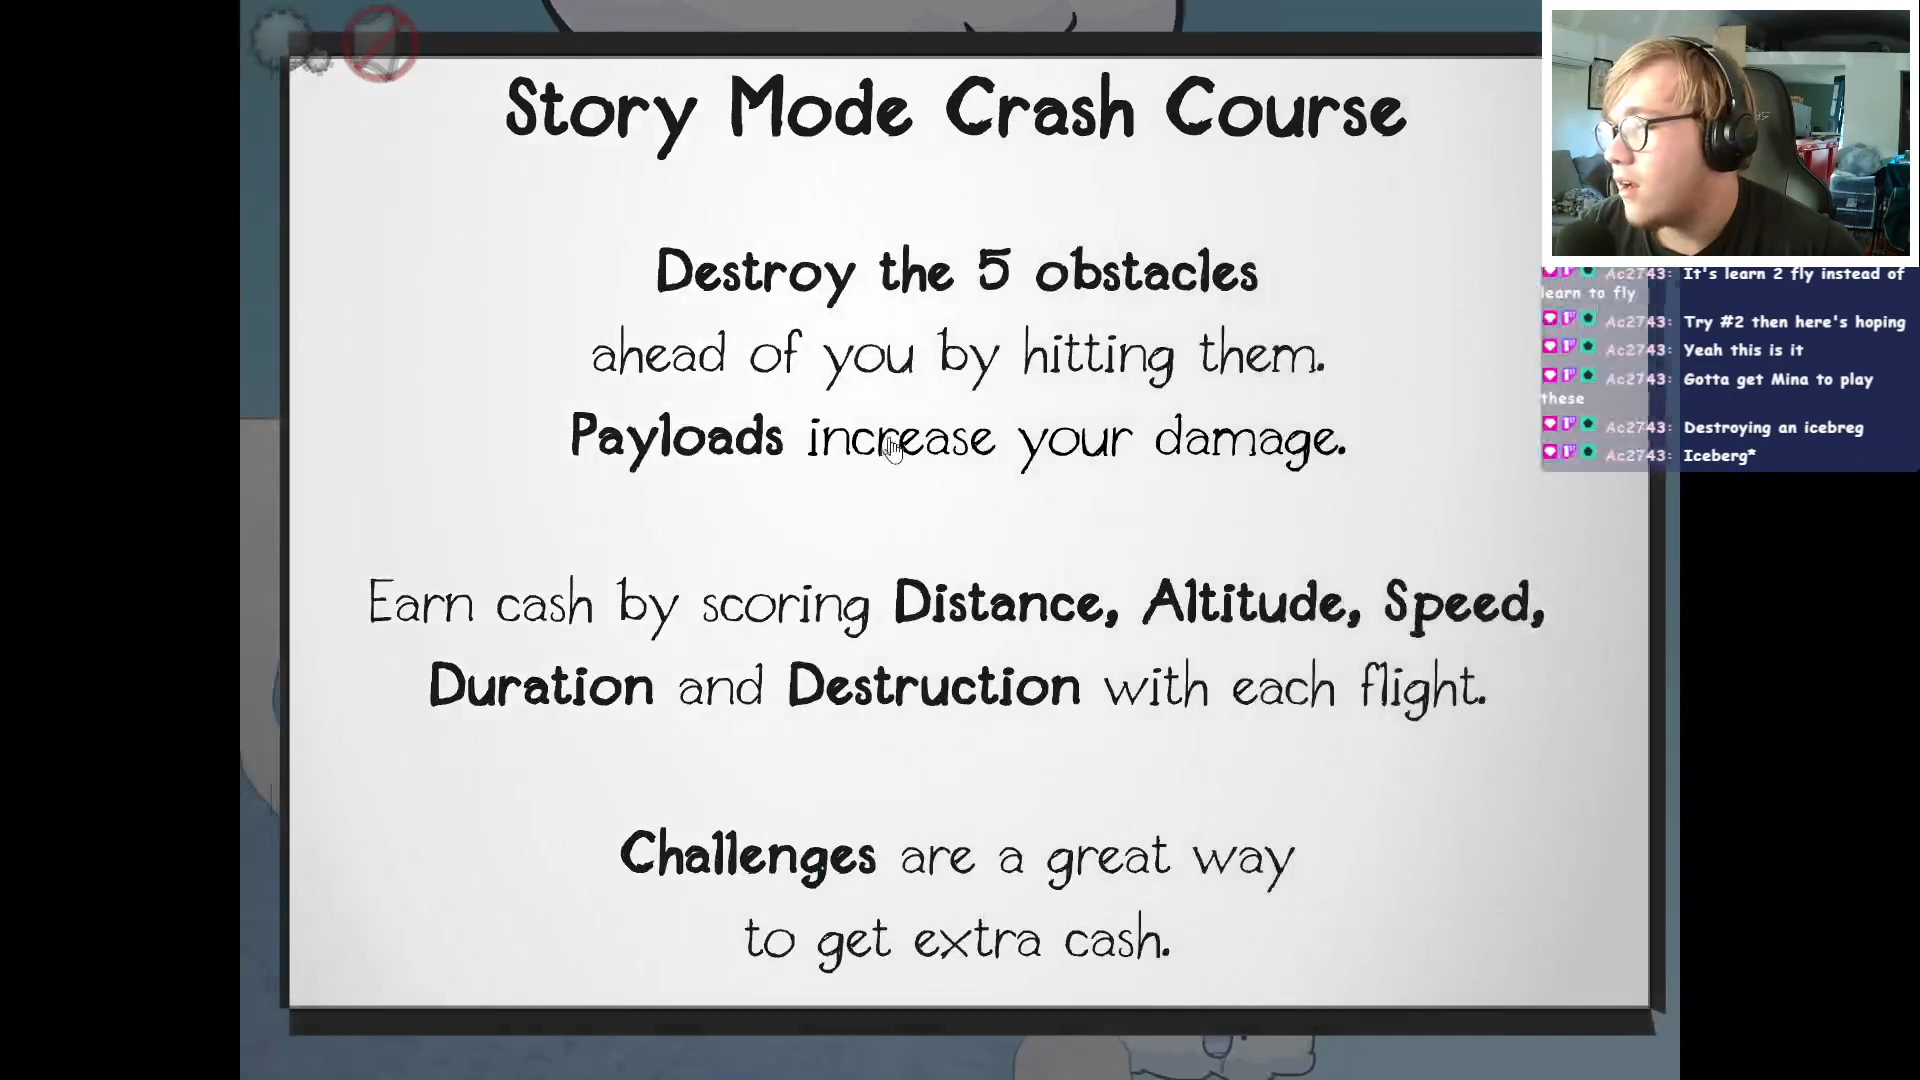 Story Mode Crash Course
Destroy the 5 obstacles
ahead of you by hitting them.
Payloads increase your damage.
Earn cash by scoring Distance, Altitude, Speed,
Duration and Destruction with each flight.
Challenges are a great way
to get extra cash.
Ac2743: It's learn 2 fly instead of
learn to fly
Ac2743: Try #2 then here's hoping
Ac2743: Yeah this is it
Ac2743: Gotta get Mina to play
these
Ac2743: Destroying an icebreg
Ac2743: Iceberg*